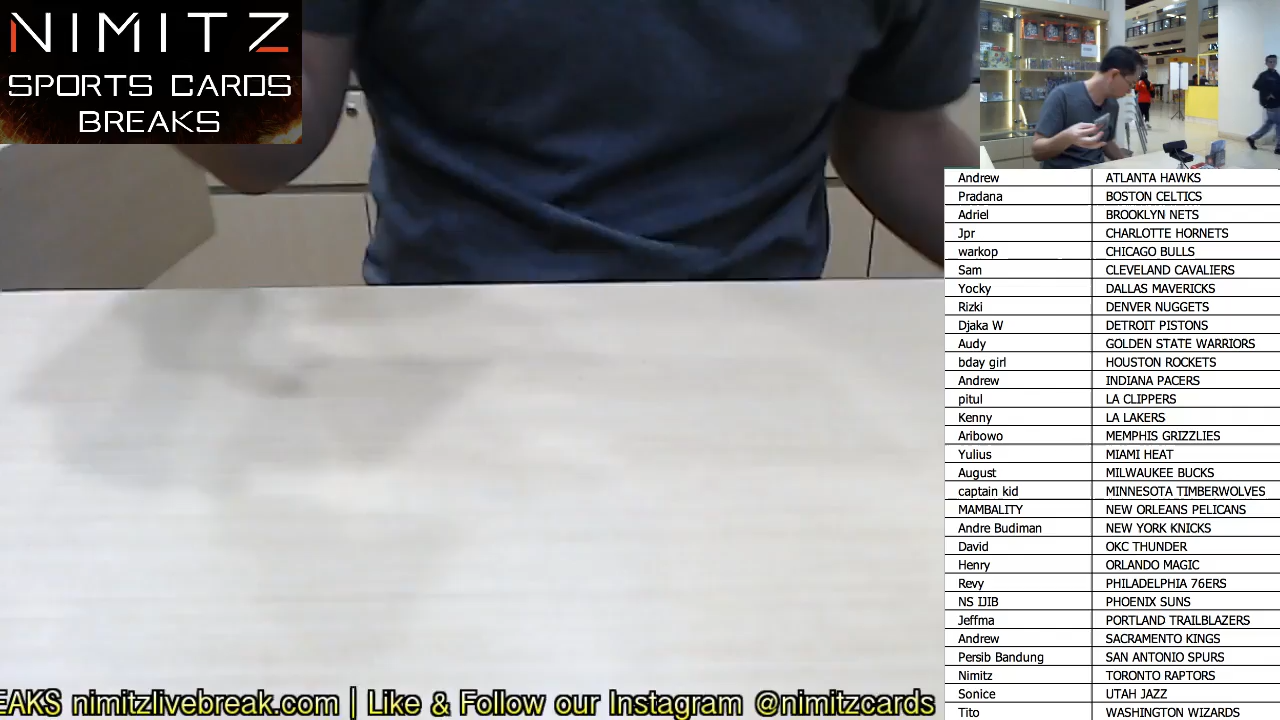 NIMITZ
SPORTS CARDS
BREAKS
Andrew ATLANTA HAWKS
Pradana BOSTON CELTICS
Adriel BROOKLYN NETS
Jpr CHARLOTTE HORNETS
warkop CHICAGO BULLS
Sam CLEVELAND CAVALIERS
Yocky DALLAS MAVERICKS
Rizki DENVER NUGGETS
Djaka W DETROIT PISTONS
Audy GOLDEN STATE WARRIORS
bday girl HOUSTON ROCKETS
Andrew INDIANA PACERS
pitul LA CLIPPERS
Kenny LA LAKERS
Aribowo MEMPHIS GRIZZLIES
Yulius MIAMI HEAT
August MILWAUKEE BUCKS
captain kid MINNESOTA TIMBERWOLVES
MAMBALITY NEW ORLEANS PELICANS
Andre Budiman NEW YORK KNICKS
David OKC THUNDER
Henry ORLANDO MAGIC
Revy PHILADELPHIA 76ERS
NS IJIB PHOENIX SUNS
Jeffma PORTLAND TRAILBLAZERS
Andrew SACRAMENTO KINGS
Persib Bandung SAN ANTONIO SPURS
Nimitz TORONTO RAPTORS
Sonice UTAH JAZZ
Tito WASHINGTON WIZARDS
EAKS nimitzlivebreak.com | Like & Follow our Instagram @nimitzcards